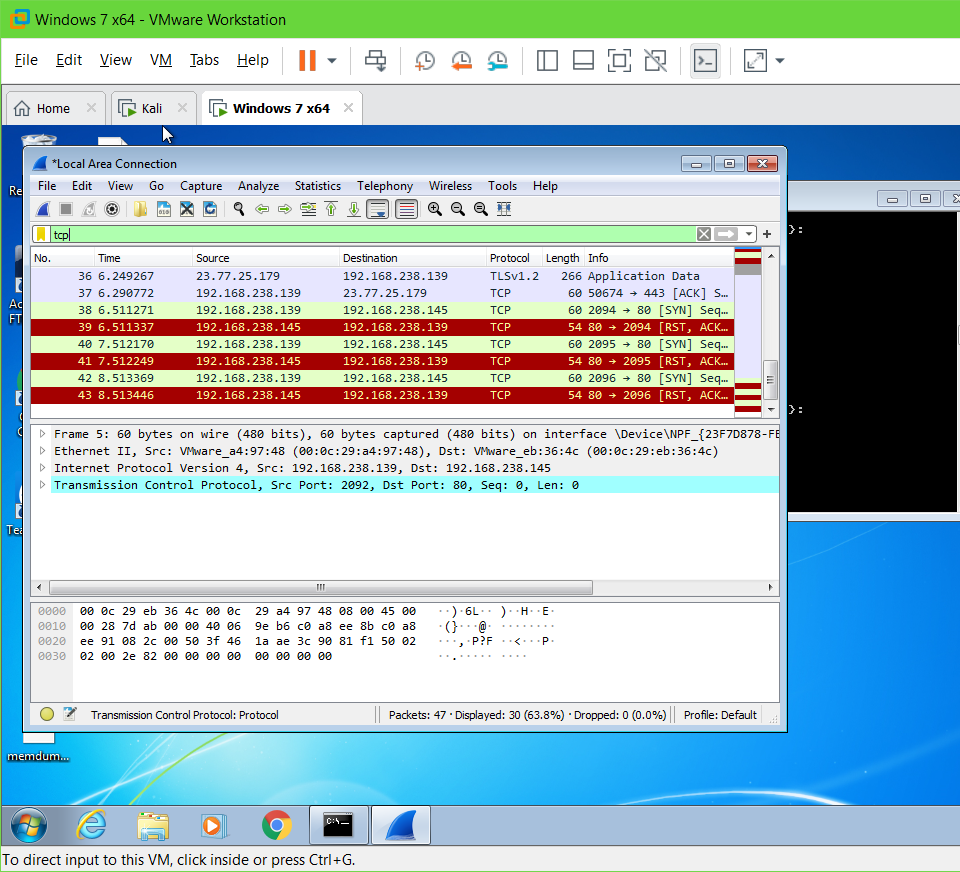 Windows 7 x64 - VMware Workstation
File Edit View VM Tabs Help
Home Kali Windows 7 x64
*Local Area Connection
File Edit View Go Capture Analyze Statistics Telephony Wireless Tools Help
tcp
No. Time Source Destination Protocol Length Info
36 6.249267 23.77.25.179 192.168.238.139 TLSv1.2 266 Application Data
37 6.290772 192.168.238.139 23.77.25.179 TCP 60 50674 → 443 [ACK] S…
38 6.511271 192.168.238.139 192.168.238.145 TCP 60 2094 → 80 [SYN] Seq…
39 6.511337 192.168.238.145 192.168.238.139 TCP 54 80 → 2094 [RST, ACK…
40 7.512170 192.168.238.139 192.168.238.145 TCP 60 2095 → 80 [SYN] Seq…
41 7.512249 192.168.238.145 192.168.238.139 TCP 54 80 → 2095 [RST, ACK…
42 8.513369 192.168.238.139 192.168.238.145 TCP 60 2096 → 80 [SYN] Seq…
43 8.513446 192.168.238.145 192.168.238.139 TCP 54 80 → 2096 [RST, ACK…
Frame 5: 60 bytes on wire (480 bits), 60 bytes captured (480 bits) on interface \Device\NPF_{23F7D878-FE
Ethernet II, Src: VMware_a4:97:48 (00:0c:29:a4:97:48), Dst: VMware_eb:36:4c (00:0c:29:eb:36:4c)
Internet Protocol Version 4, Src: 192.168.238.139, Dst: 192.168.238.145
Transmission Control Protocol, Src Port: 2092, Dst Port: 80, Seq: 0, Len: 0
0000 00 0c 29 eb 36 4c 00 0c 29 a4 97 48 08 00 45 00 ··)·6L·· )··H··E·
0010 00 28 7d ab 00 00 40 06 9e b6 c0 a8 ee 8b c0 a8 ·(}···@· ········
0020 ee 91 08 2c 00 50 3f 46 1a ae 3c 90 81 f1 50 02 ···,·P?F ··<···P·
0030 02 00 2e 82 00 00 00 00 00 00 00 00 ··.····· ····
Transmission Control Protocol: Protocol
Packets: 47 · Displayed: 30 (63.8%) · Dropped: 0 (0.0%)
Profile: Default
}:
}:
Re
Ac
FT
Tea
memdum...
C:\_
To direct input to this VM, click inside or press Ctrl+G.